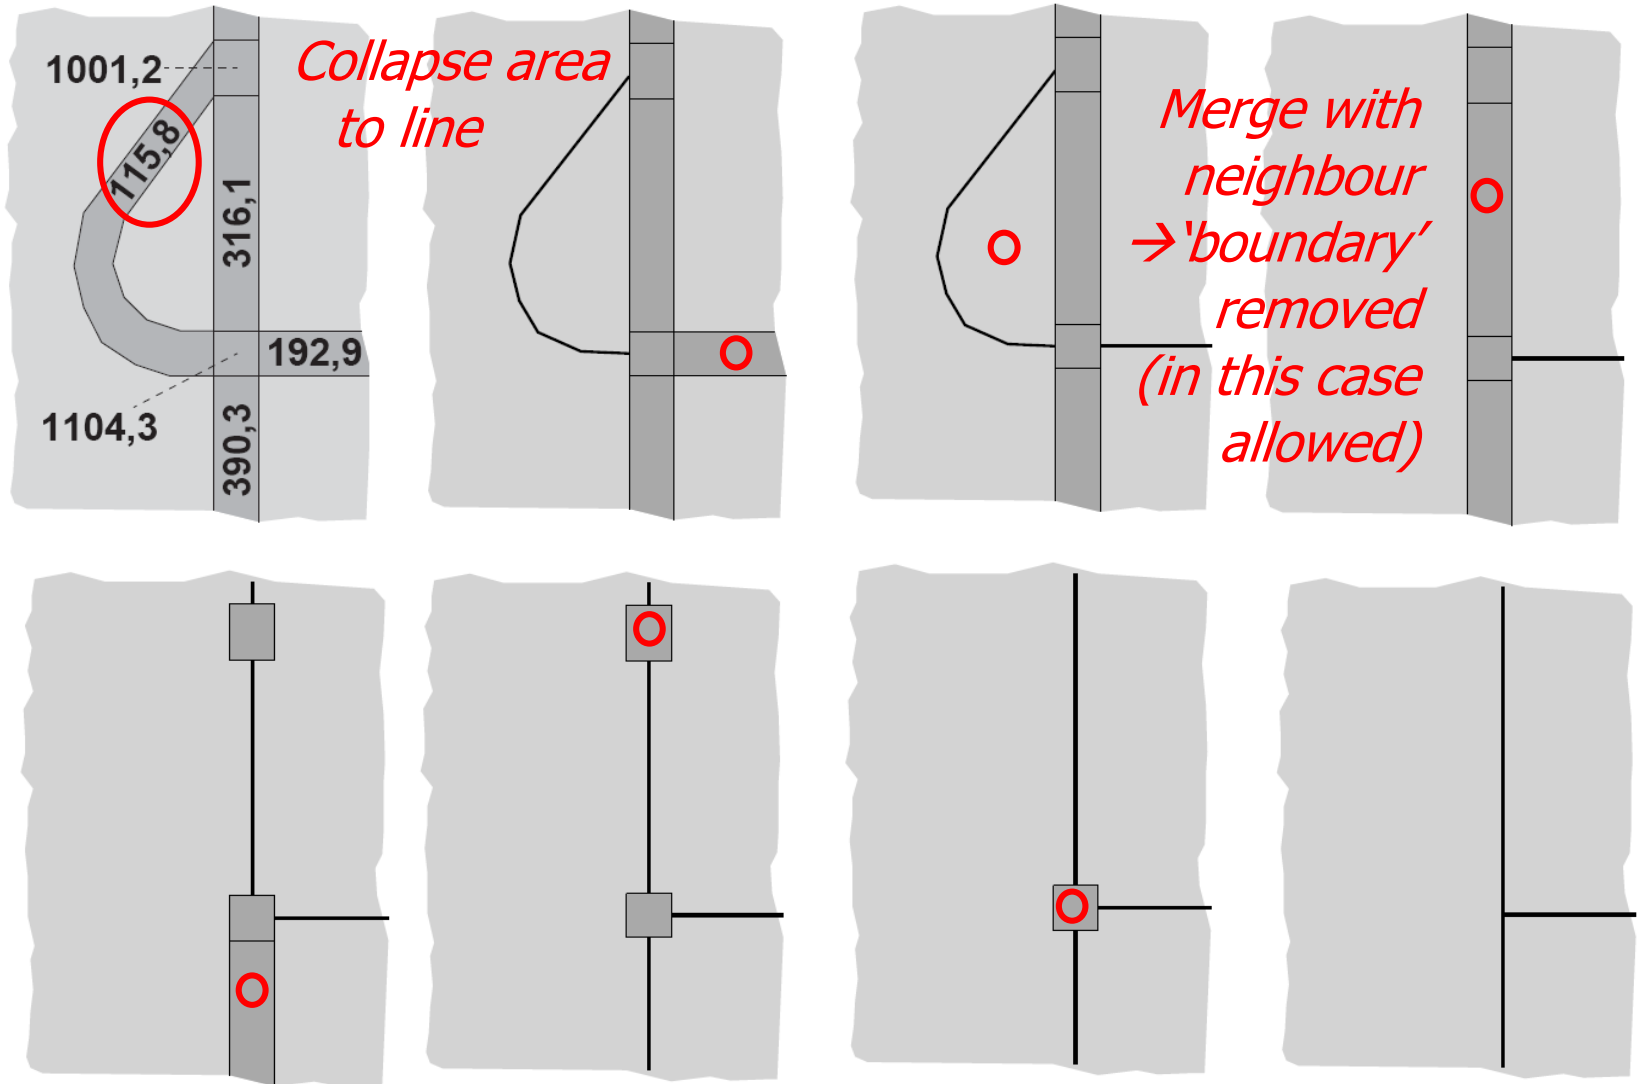 1001,2
115,8
316,1
192,9
1104,3
390,3
Collapse area
to line
Merge with
neighbour
→‘boundary’
removed
(in this case
allowed)